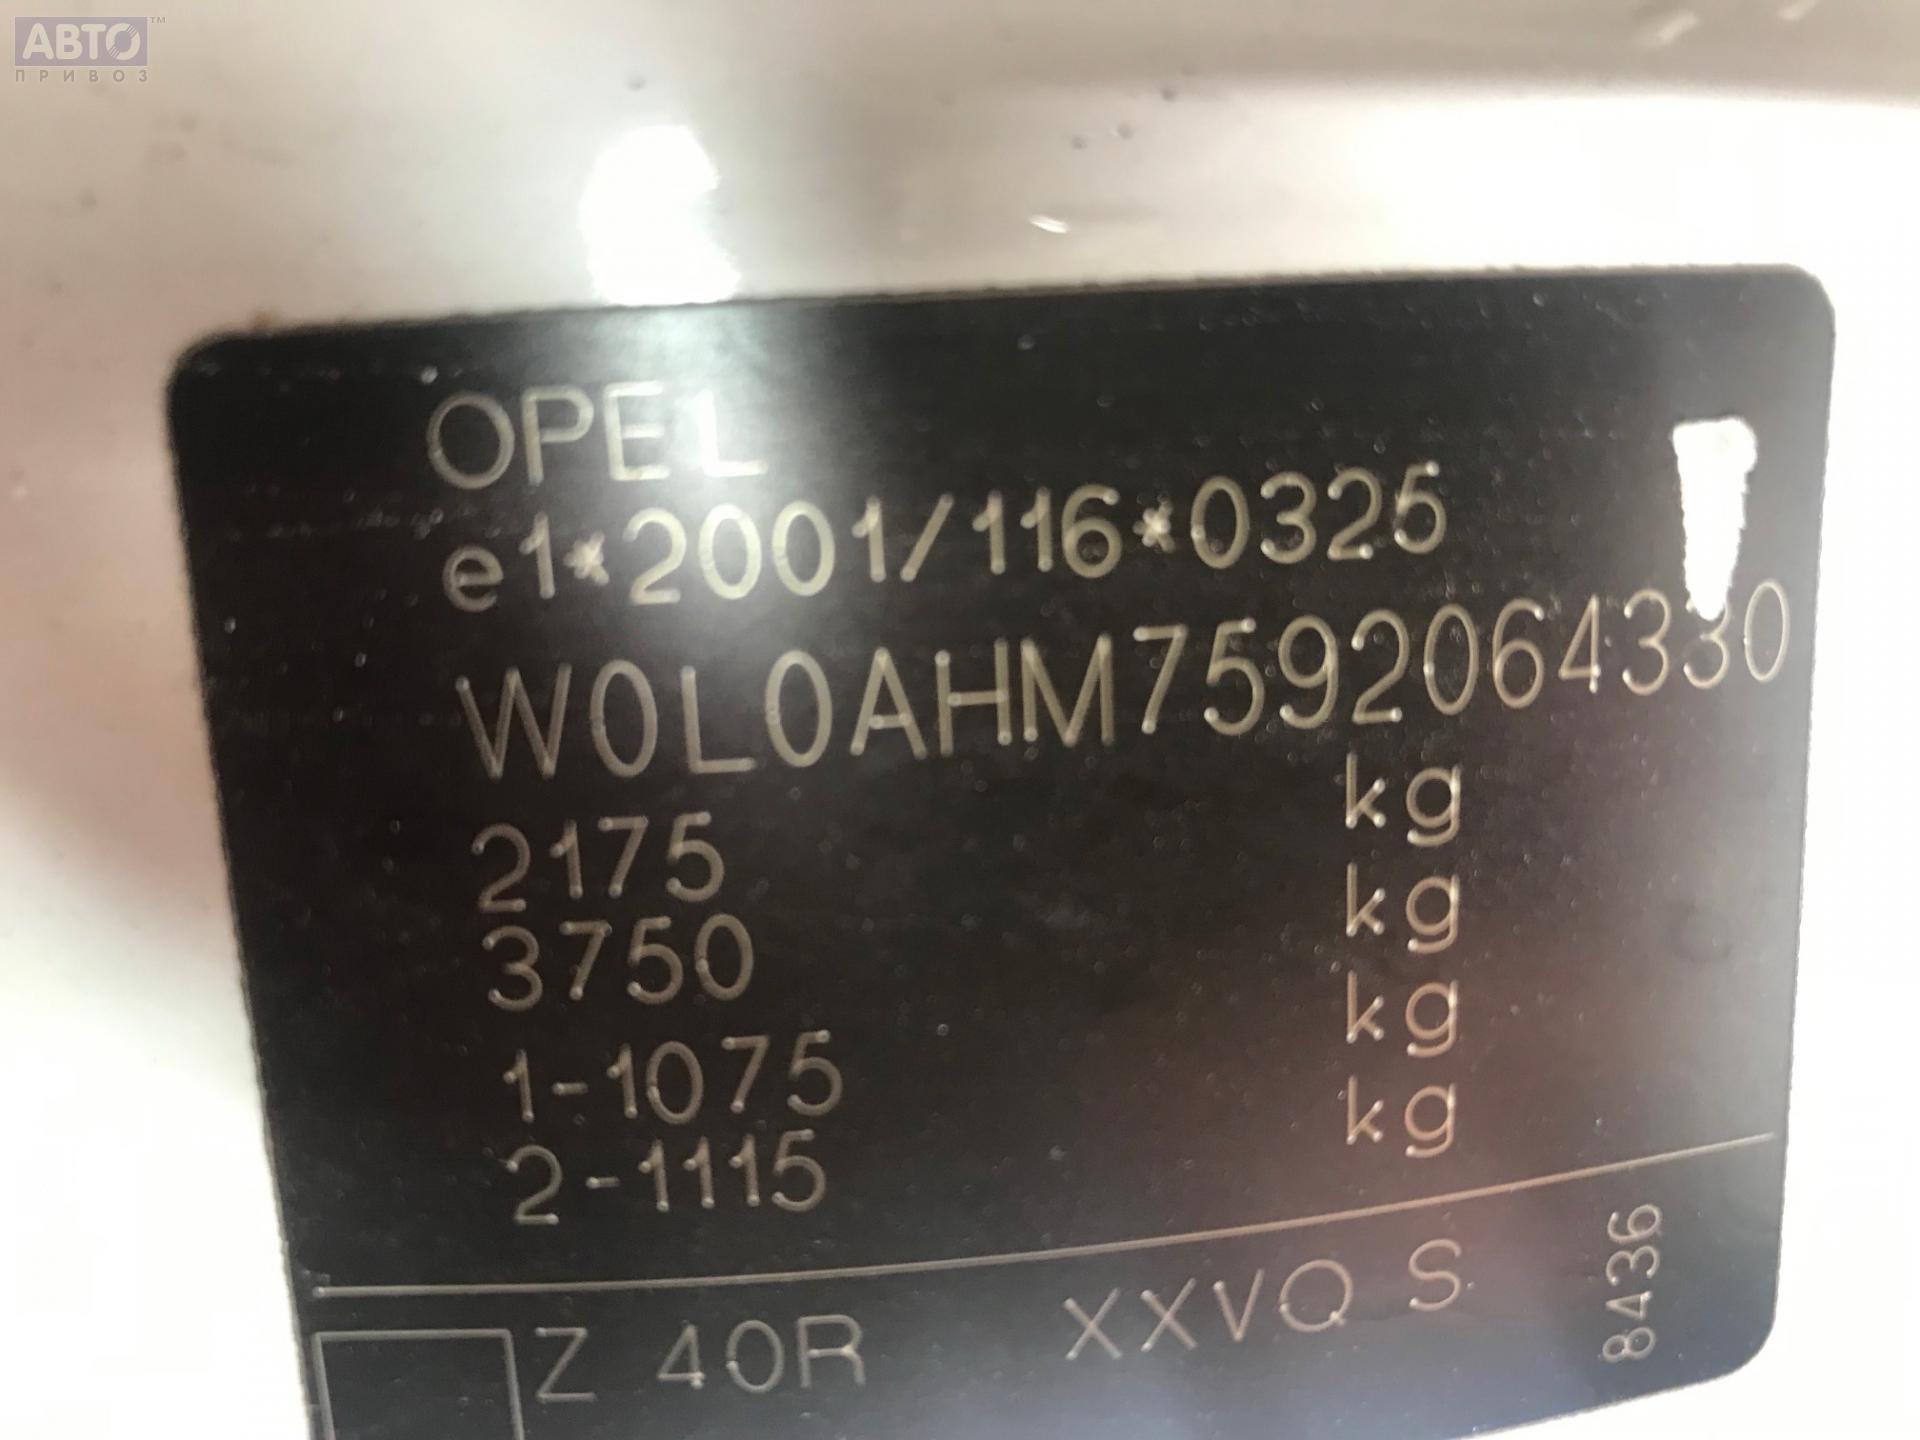 АВТО™
ПРИВОЗ
OPEL
e1*2001/116*0325
W0L0AHM7592064330
2175 kg
3750 kg
1-1075 kg
2-1115 kg
Z 40R XXVQ S
8436